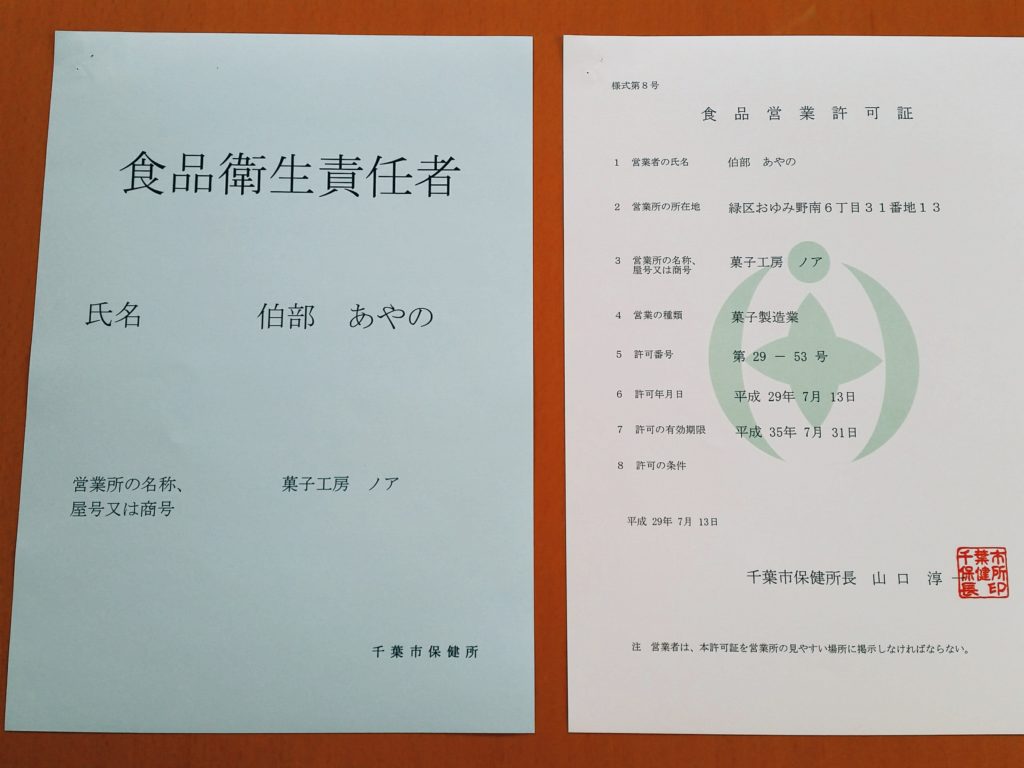 食品衛生責任者
氏名 伯部 あやの
営業所の名称、 菓子工房 ノア
屋号又は商号
千葉市保健所
様式第8号
食品営業許可証
1 営業者の氏名 伯部 あやの
2 営業所の所在地 緑区おゆみ野南6丁目31番地13
3 営業所の名称、 菓子工房 ノア
屋号又は商号
4 営業の種類 菓子製造業
5 許可番号 第 29 － 53 号
6 許可年月日 平成 29年 7月 13日
7 許可の有効期限 平成 35年 7月 31日
8 許可の条件
平成 29年 7月 13日
千葉市保健所長 山口 淳一
千葉市保健所長印
注 営業者は、本許可証を営業所の見やすい場所に掲示しなければならない。